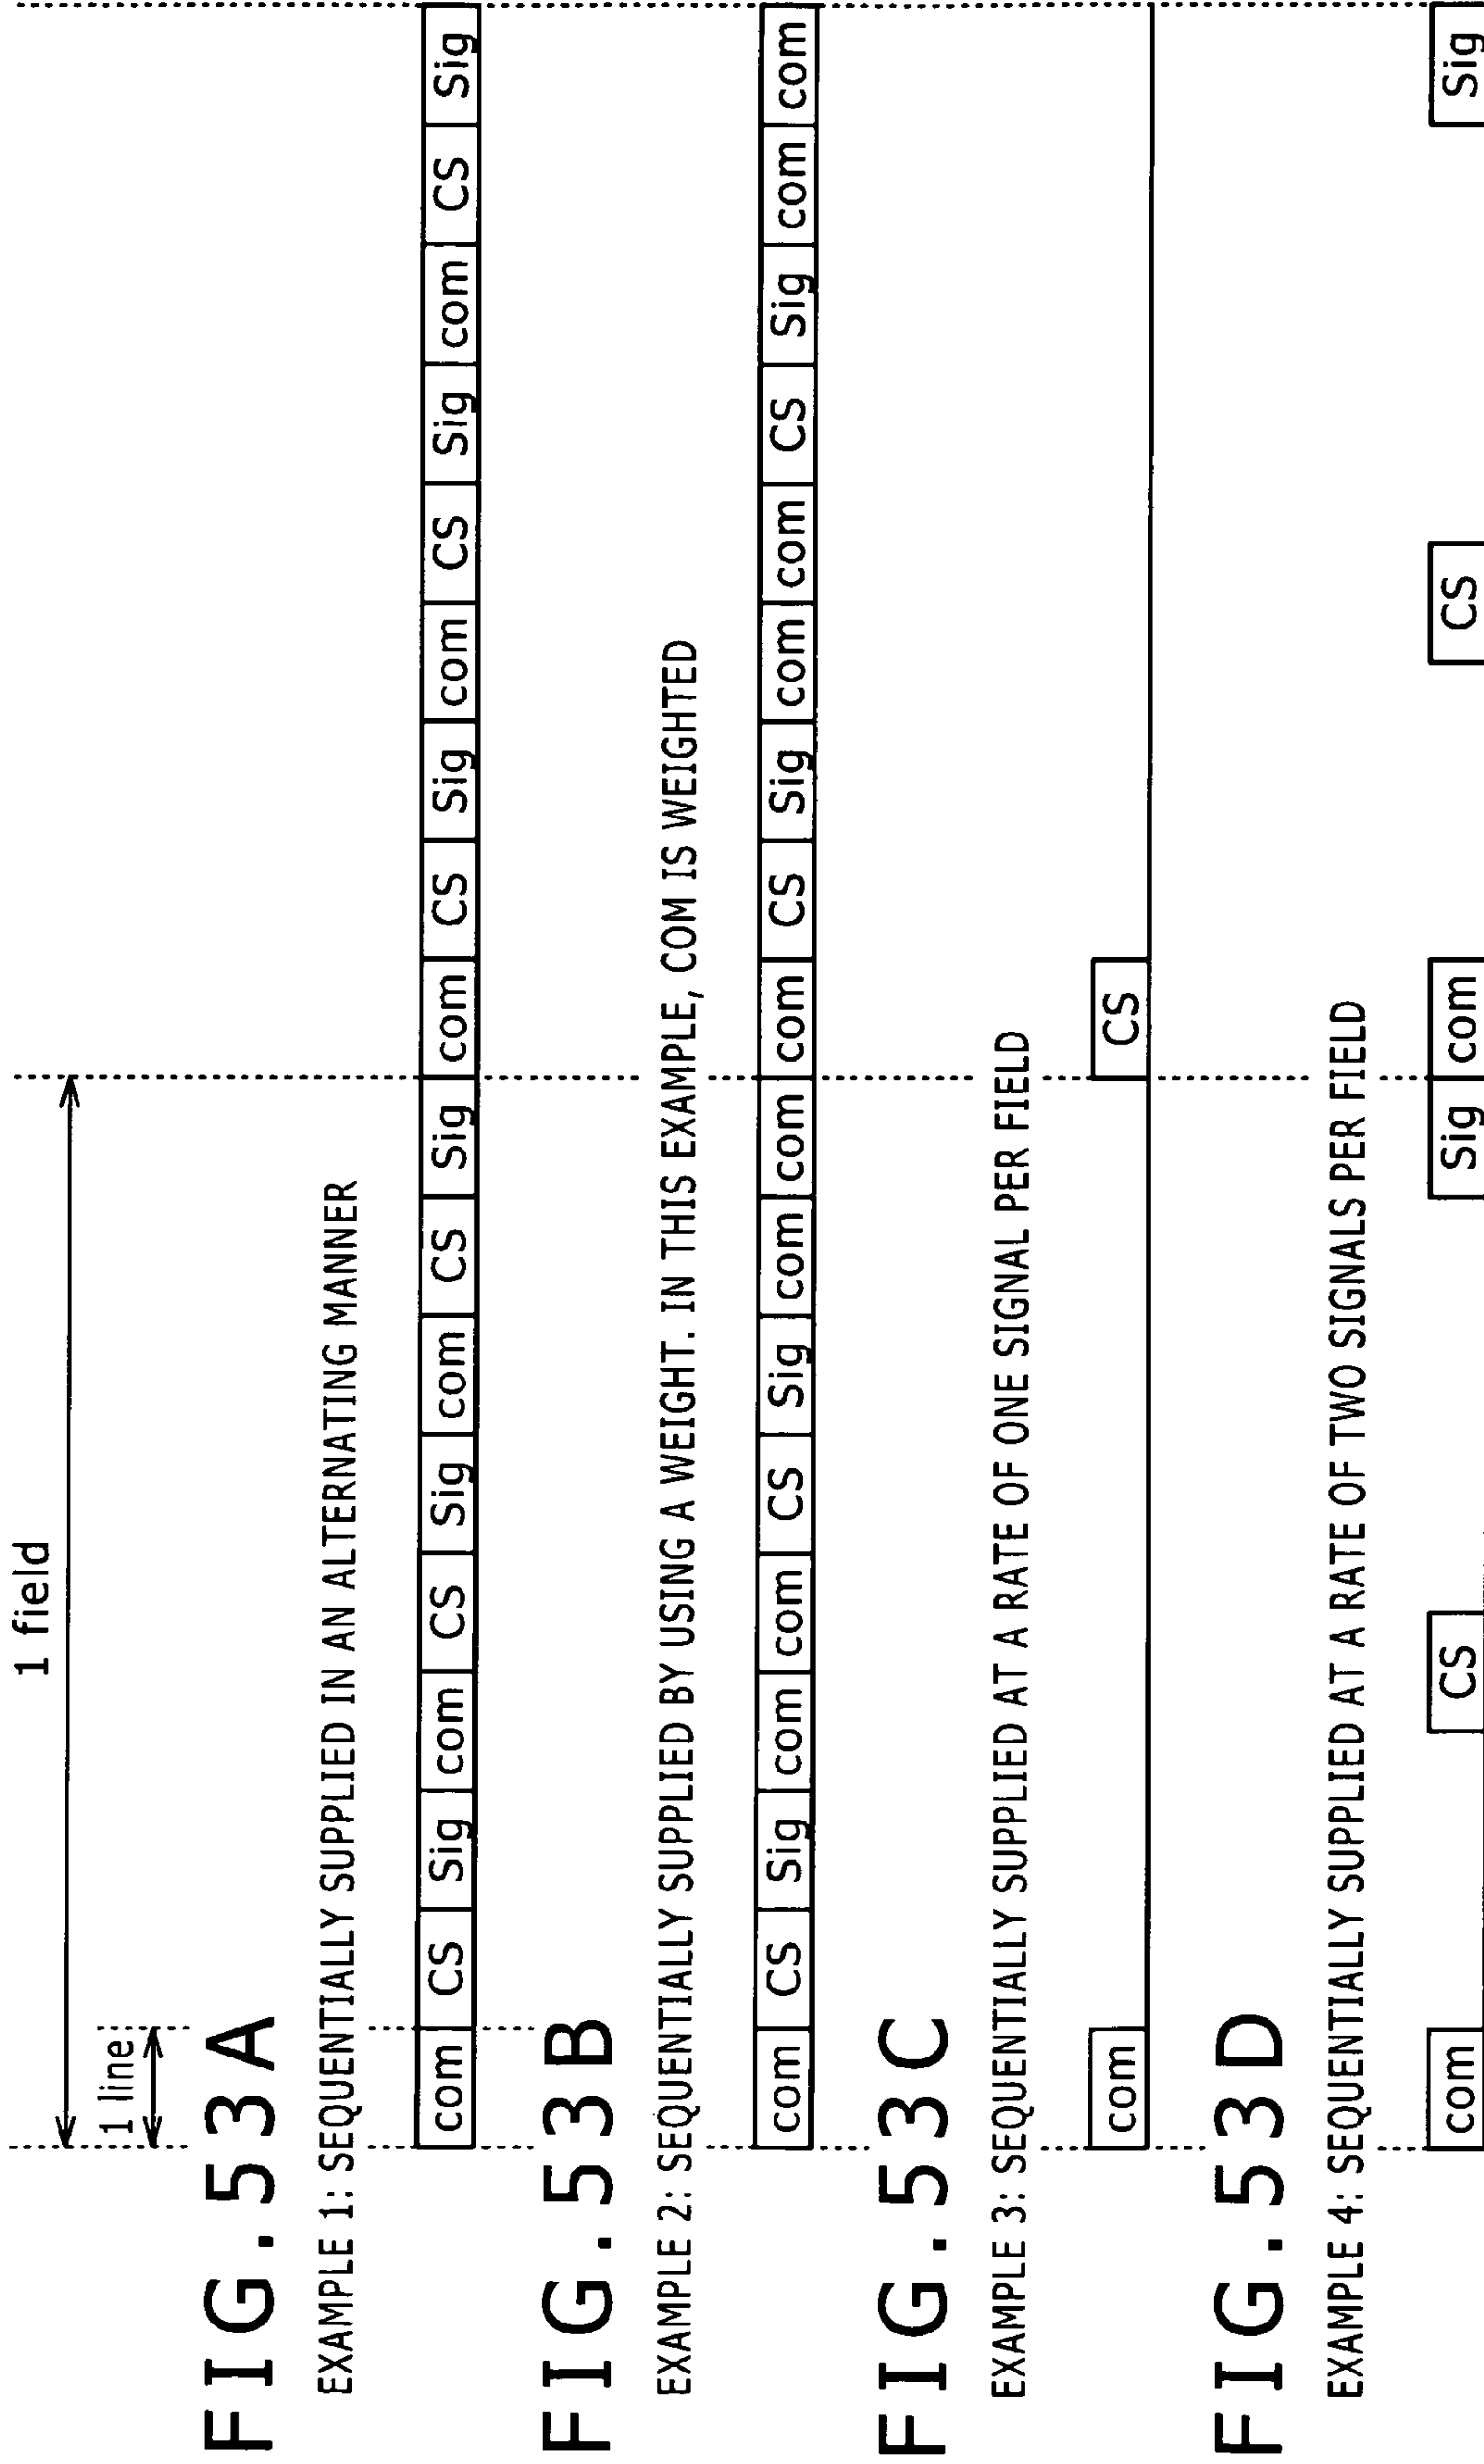 1 field
1 line
FIG.53A
EXAMPLE 1: SEQUENTIALLY SUPPLIED IN AN ALTERNATING MANNER
com CS Sig com CS Sig com CS Sig com CS Sig com CS Sig com CS Sig
FIG.53B
EXAMPLE 2: SEQUENTIALLY SUPPLIED BY USING A WEIGHT. IN THIS EXAMPLE, COM IS WEIGHTED
com CS Sig com com CS Sig com com com CS Sig com com CS Sig com com
FIG.53C
EXAMPLE 3: SEQUENTIALLY SUPPLIED AT A RATE OF ONE SIGNAL PER FIELD
com CS
FIG.53D
EXAMPLE 4: SEQUENTIALLY SUPPLIED AT A RATE OF TWO SIGNALS PER FIELD
com CS Sig com CS Sig